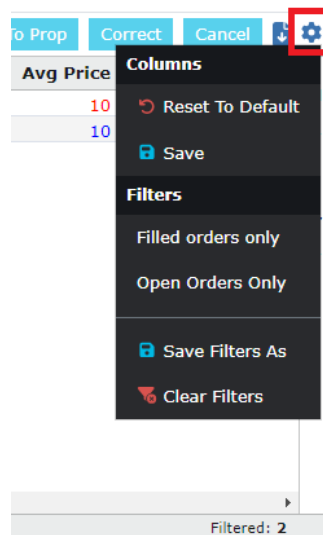 To Prop Correct Cancel
Avg Price
Columns
10
Reset To Default
10
Save
Filters
Filled orders only
Open Orders Only
Save Filters As
Clear Filters
Filtered: 2